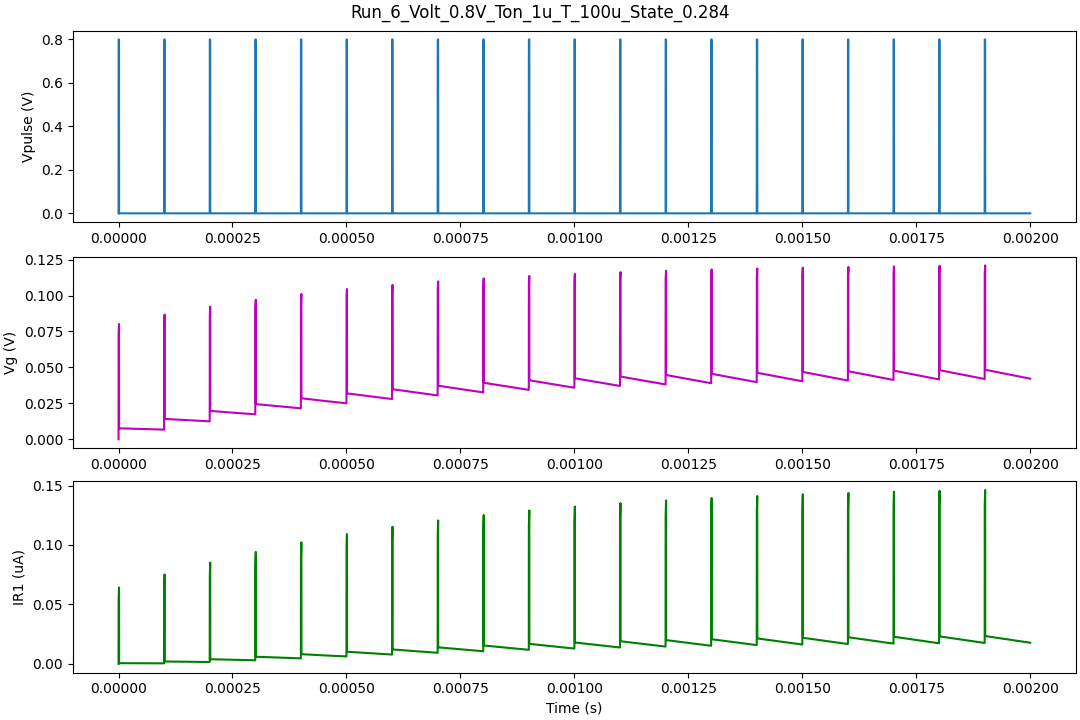 Run_6_Volt_0.8V_Ton_1u_T_100u_State_0.284
Vpulse (V)
0.8
0.6
0.4
0.2
0.0
0.00000 0.00025 0.00050 0.00075 0.00100 0.00125 0.00150 0.00175 0.00200
Vg (V)
0.125
0.100
0.075
0.050
0.025
0.000
0.00000 0.00025 0.00050 0.00075 0.00100 0.00125 0.00150 0.00175 0.00200
IR1 (uA)
0.15
0.10
0.05
0.00
0.00000 0.00025 0.00050 0.00075 0.00100 0.00125 0.00150 0.00175 0.00200
Time (s)